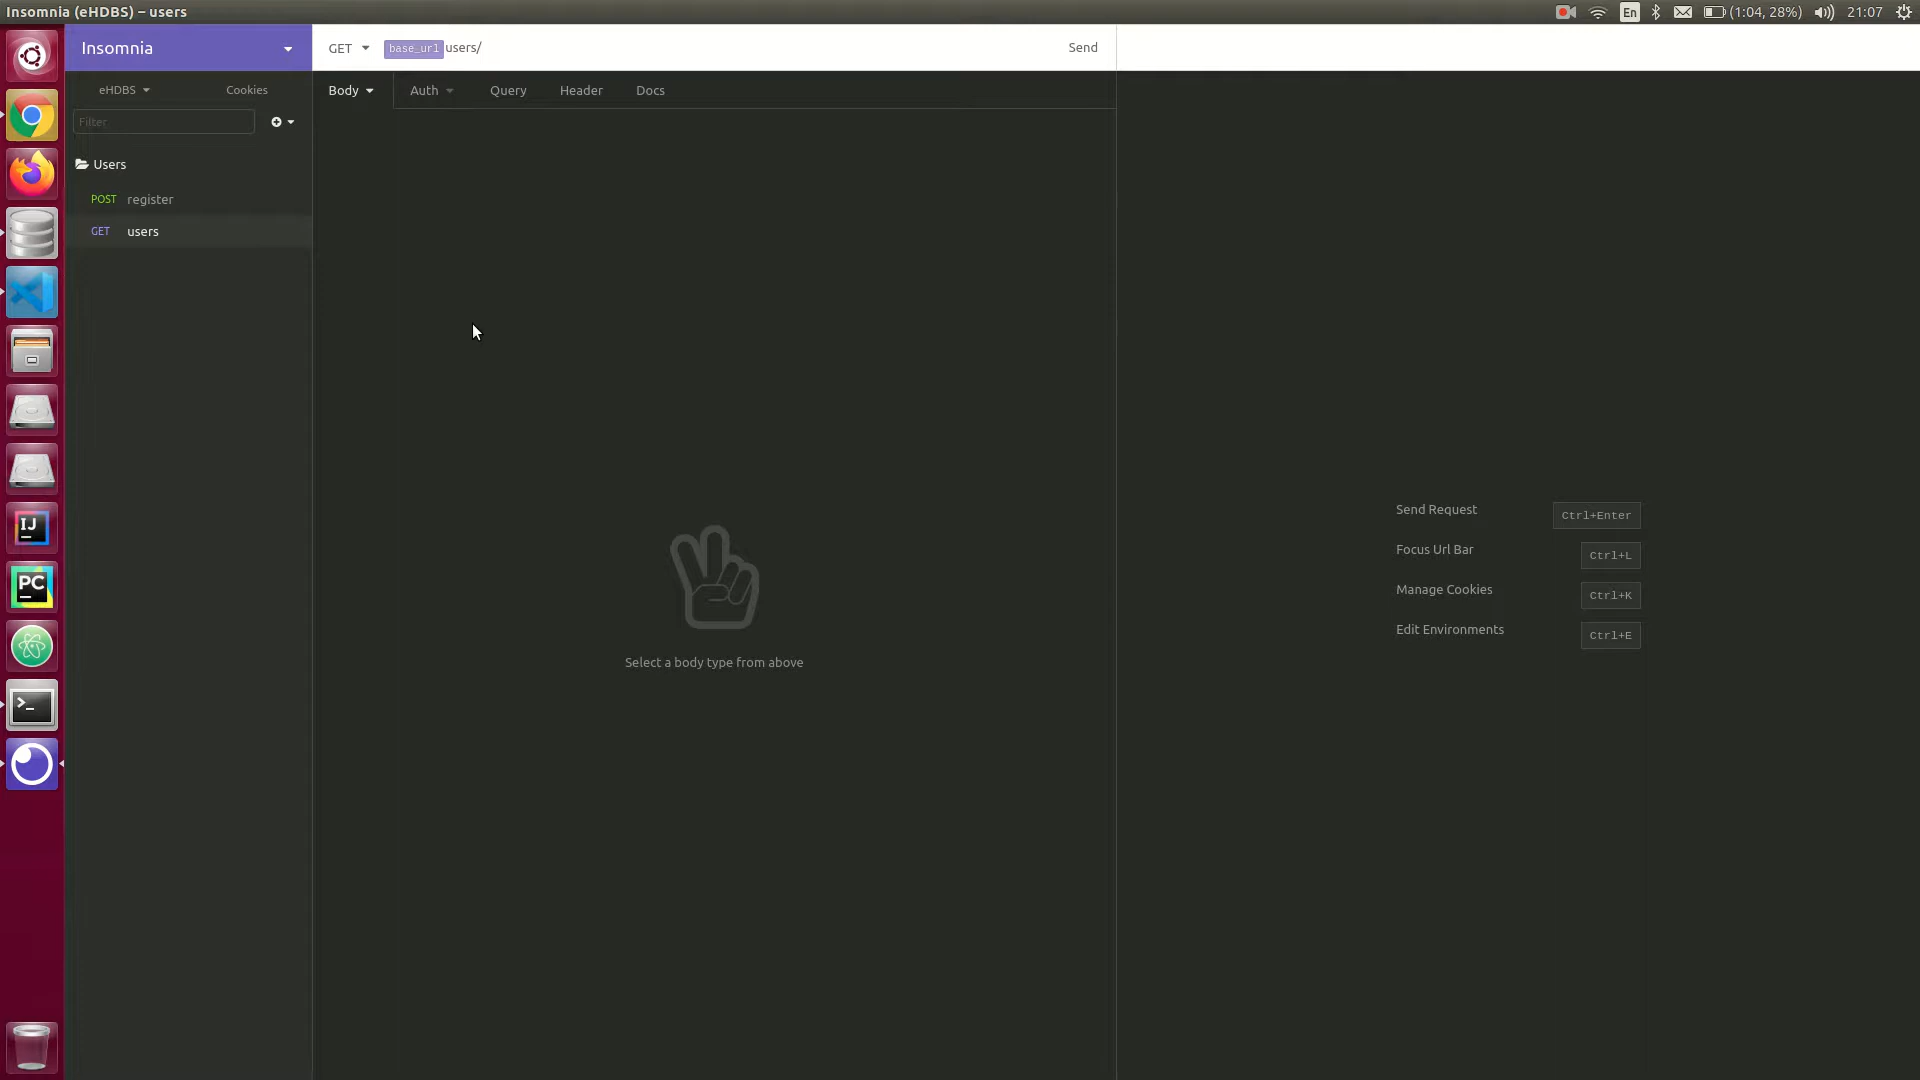 Insomnia (eHDBS) – users
En
(1:04, 28%)
21:07
Insomnia
GET
base_url users/
Send
eHDBS
Cookies
Body
Auth
Query
Header
Docs
Filter
Users
POST register
GET users
Select a body type from above
Send Request Ctrl+Enter
Focus Url Bar Ctrl+L
Manage Cookies Ctrl+K
Edit Environments Ctrl+E
IJ
PC
>_